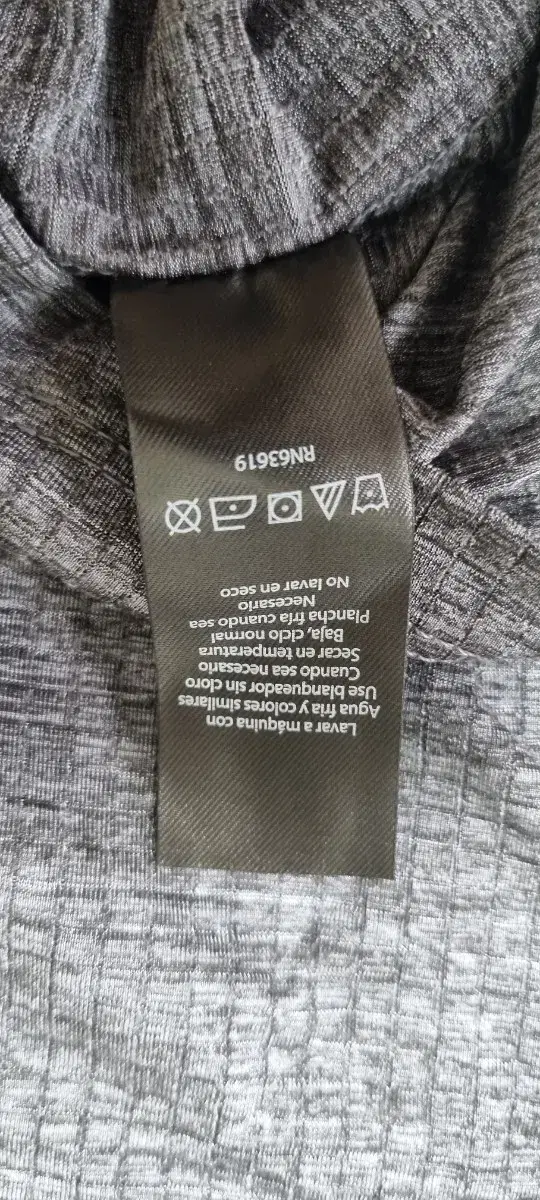 Lavar a máquina con
Agua fría y colores similares
Use blanqueador sin cloro
Cuando sea necesario
Secar en temperatura
Baja, ciclo normal
Plancha fría cuando sea
Necesario
No lavar en seco
RN63619